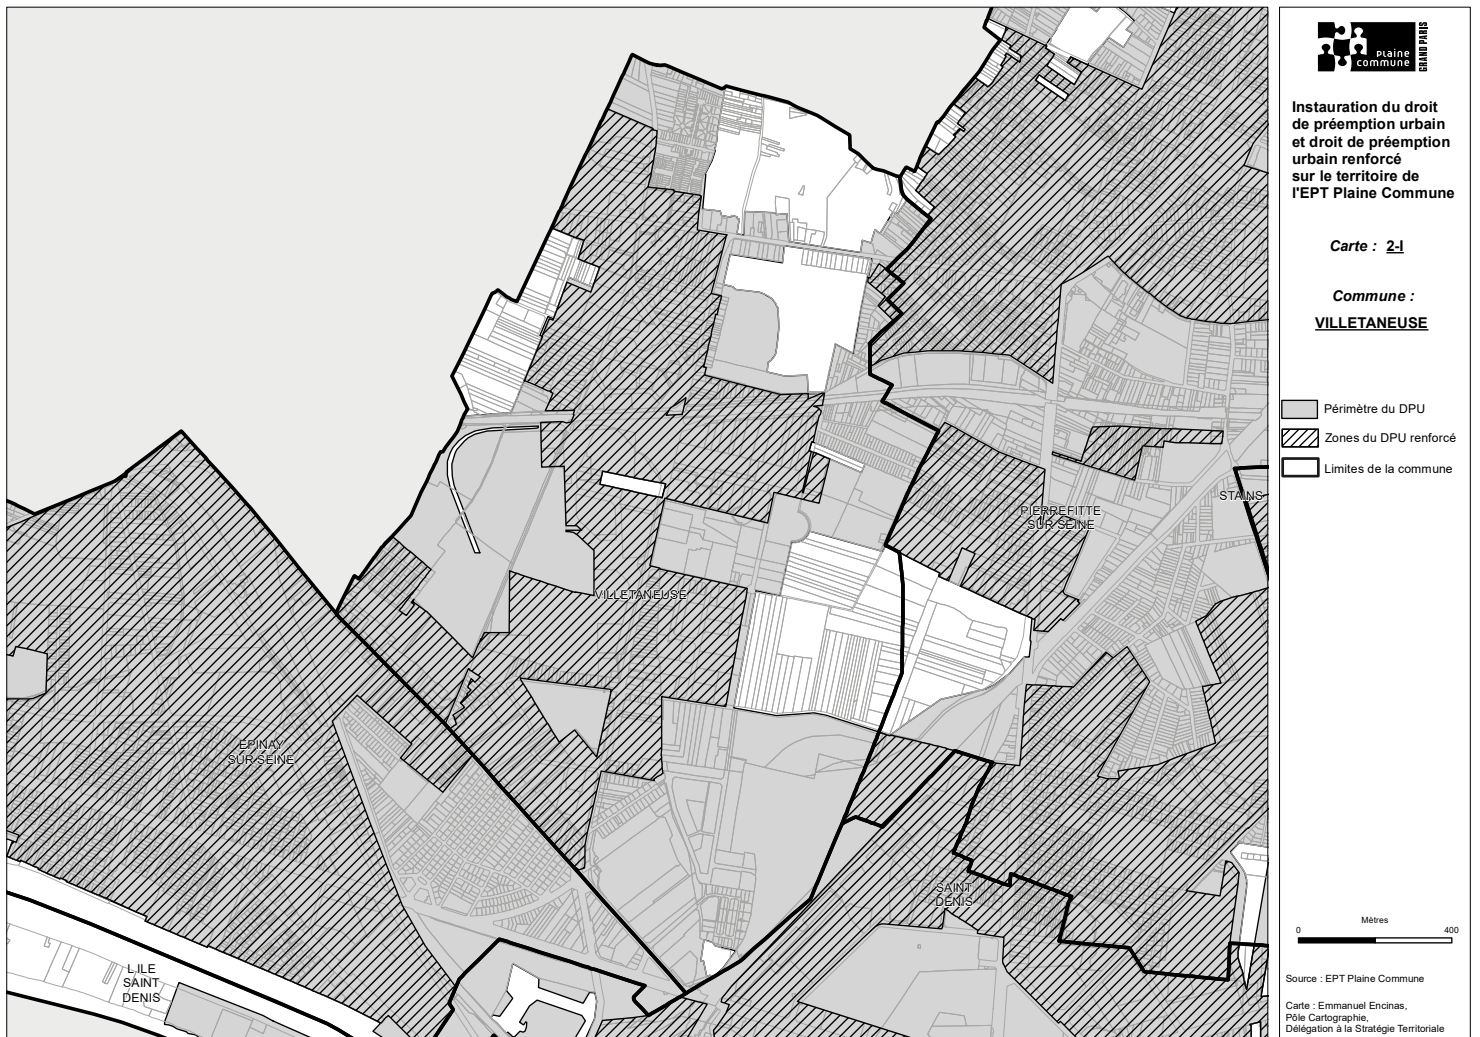 plaine
commune
GRAND PARIS
Instauration du droit
de préemption urbain
et droit de préemption
urbain renforcé
sur le territoire de
l'EPT Plaine Commune
Carte : 2-I
Commune :
VILLETANEUSE
Périmètre du DPU
Zones du DPU renforcé
Limites de la commune
STAINS
PIERREFITTE
SUR SEINE
VILLETANEUSE
EPINAY
SUR SEINE
SAINT
DENIS
L ILE
SAINT
DENIS
Mètres
0 400
Source : EPT Plaine Commune
Carte : Emmanuel Encinas,
Pôle Cartographie,
Délégation à la Stratégie Territoriale